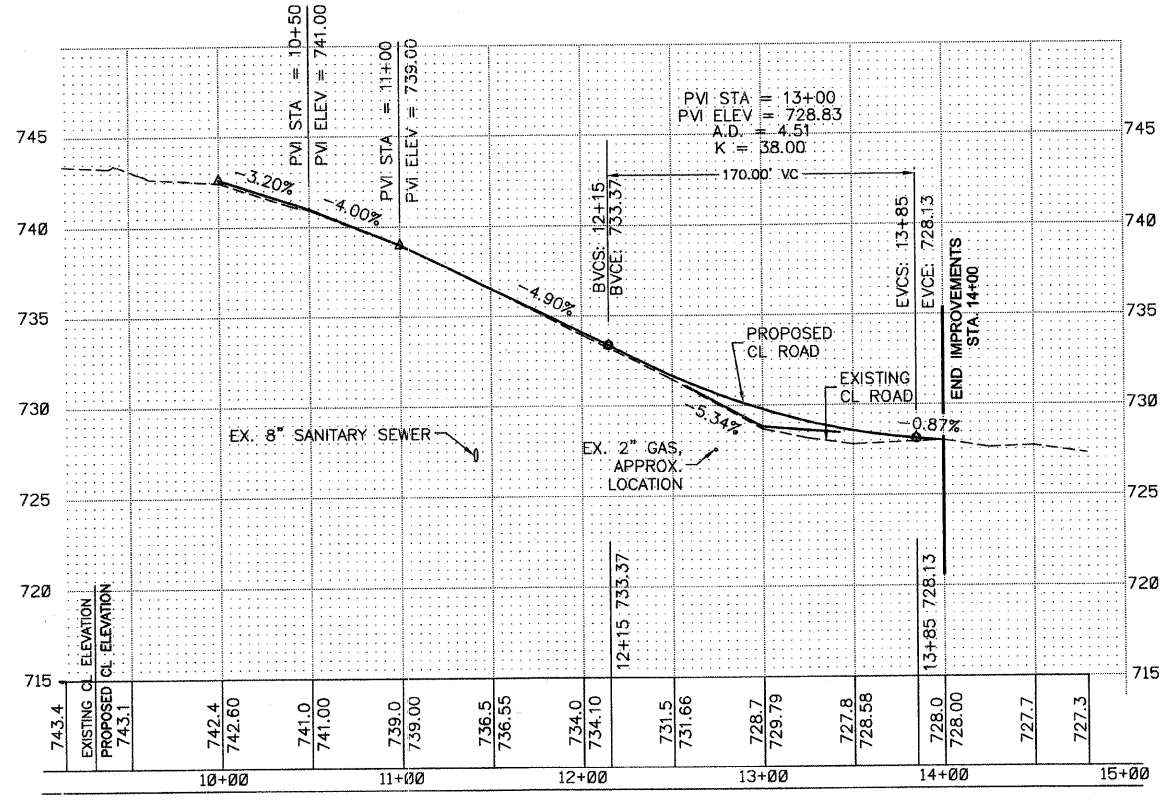 PVI STA = 10+50
PVI ELEV = 741.00
PVI STA = 11+00
PVI ELEV = 739.00
PVI STA = 13+00
PVI ELEV = 728.83
A.D. = 4.51
K = 38.00
170.00' VC
BVCS: 12+15
BVCE: 733.37
EVCS: 13+85
EVCE: 728.13
END IMPROVEMENTS
STA. 14+00
745
740
735
730
725
720
715
745
740
735
730
725
720
715
-3.20%
-4.00%
-4.90%
-5.34%
-0.87%
PROPOSED
CL ROAD
EXISTING
CL ROAD
EX. 8" SANITARY SEWER
EX. 2" GAS,
APPROX.
LOCATION
12+15 733.37
13+85 728.13
EXISTING CL ELEVATION
PROPOSED CL ELEVATION
743.4
743.1
742.4
742.60
741.0
741.00
739.0
739.00
736.5
736.55
734.0
734.10
731.5
731.66
728.7
729.79
727.8
728.58
728.0
728.00
727.7
727.3
10+00
11+00
12+00
13+00
14+00
15+00